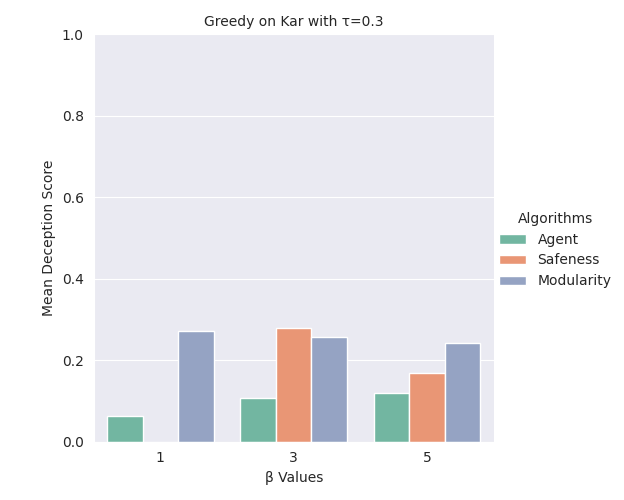 Greedy on Kar with τ=0.3
Mean Deception Score
1.0
0.8
0.6
0.4
0.2
0.0
1
3
5
β Values
Algorithms
Agent
Safeness
Modularity